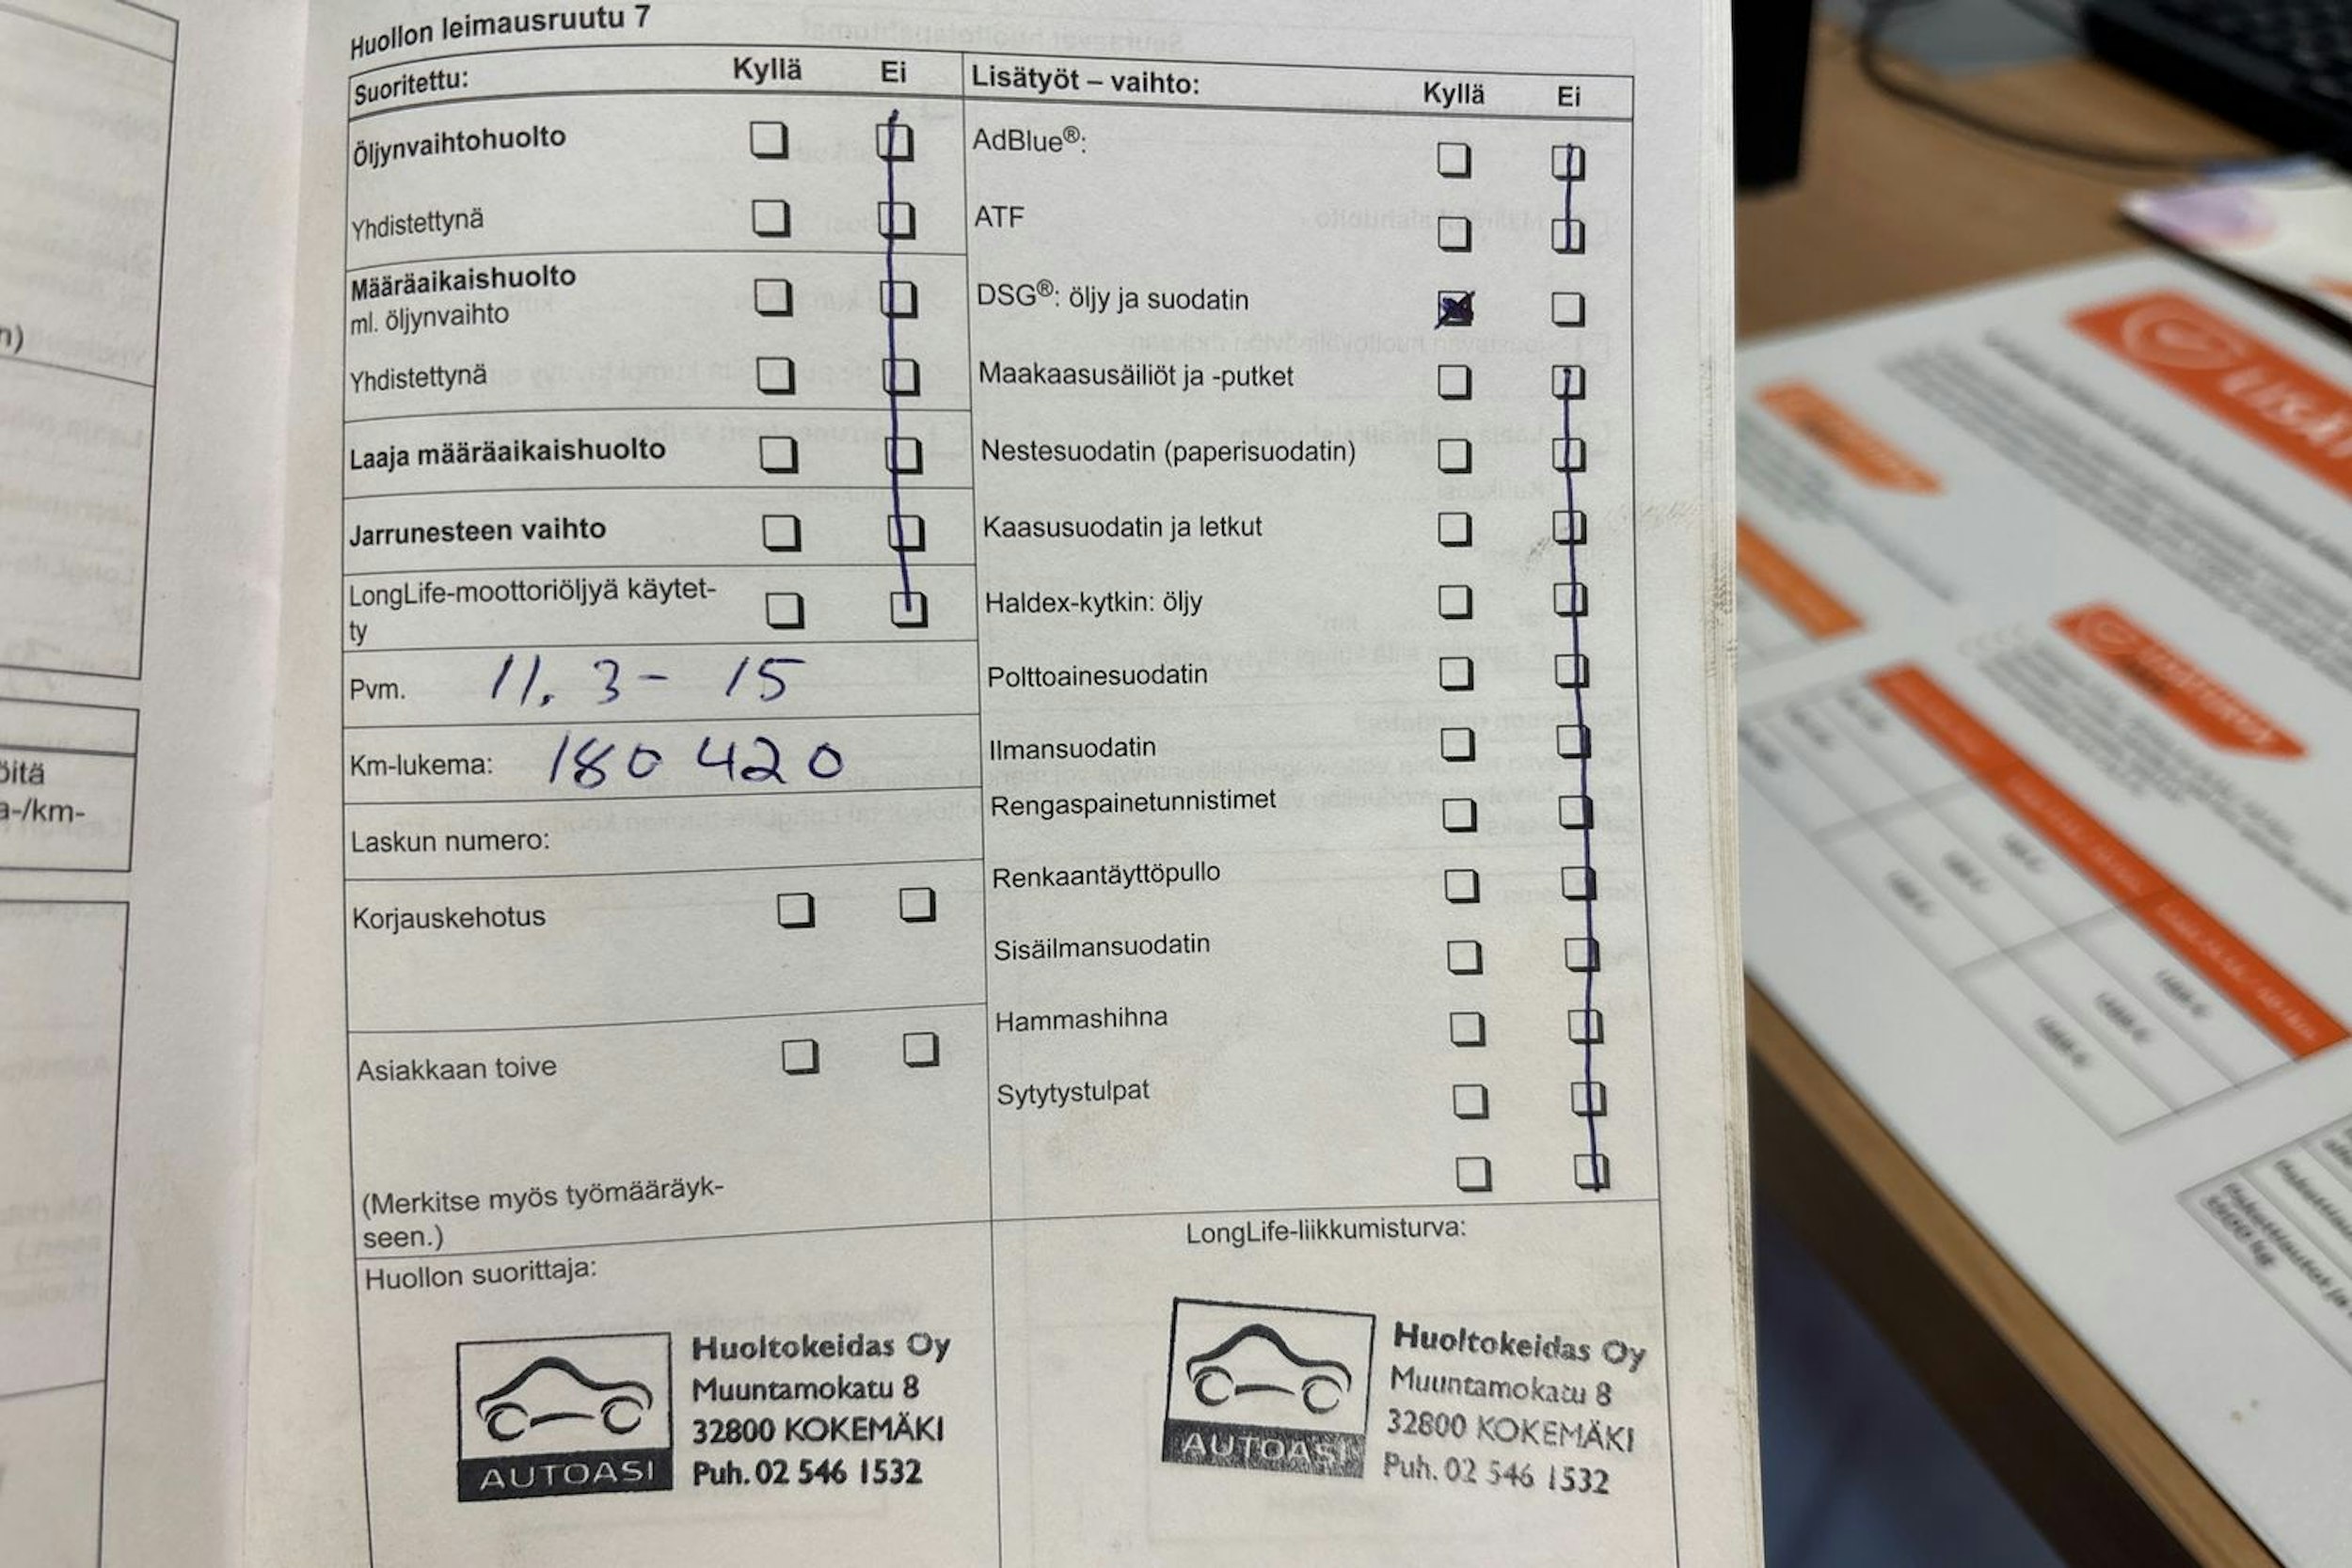 Huollon leimausruutu 7
Suoritettu: Kyllä Ei
Öljynvaihtohuolto
Yhdistettynä
Määräaikaishuolto
ml. öljynvaihto
Yhdistettynä
Laaja määräaikaishuolto
Jarrunesteen vaihto
LongLife-moottoriöljyä käytet-
ty
Pvm. 11. 3 - 15
Km-lukema: 180 420
Laskun numero:
Korjauskehotus
Asiakkaan toive
(Merkitse myös työmääräyk-
seen.)
Lisätyöt – vaihto: Kyllä Ei
AdBlue®:
ATF
DSG®: öljy ja suodatin
Maakaasusäiliöt ja -putket
Nestesuodatin (paperisuodatin)
Kaasusuodatin ja letkut
Haldex-kytkin: öljy
Polttoainesuodatin
Ilmansuodatin
Rengaspainetunnistimet
Renkaantäyttöpullo
Sisäilmansuodatin
Hammashihna
Sytytystulpat
Huollon suorittaja:
AUTOASI
Huoltokeidas Oy
Muuntamokatu 8
32800 KOKEMÄKI
Puh. 02 546 1532
LongLife-liikkumisturva:
AUTOASI
Huoltokeidas Oy
Muuntamokatu 8
32800 KOKEMÄKI
Puh. 02 546 1532